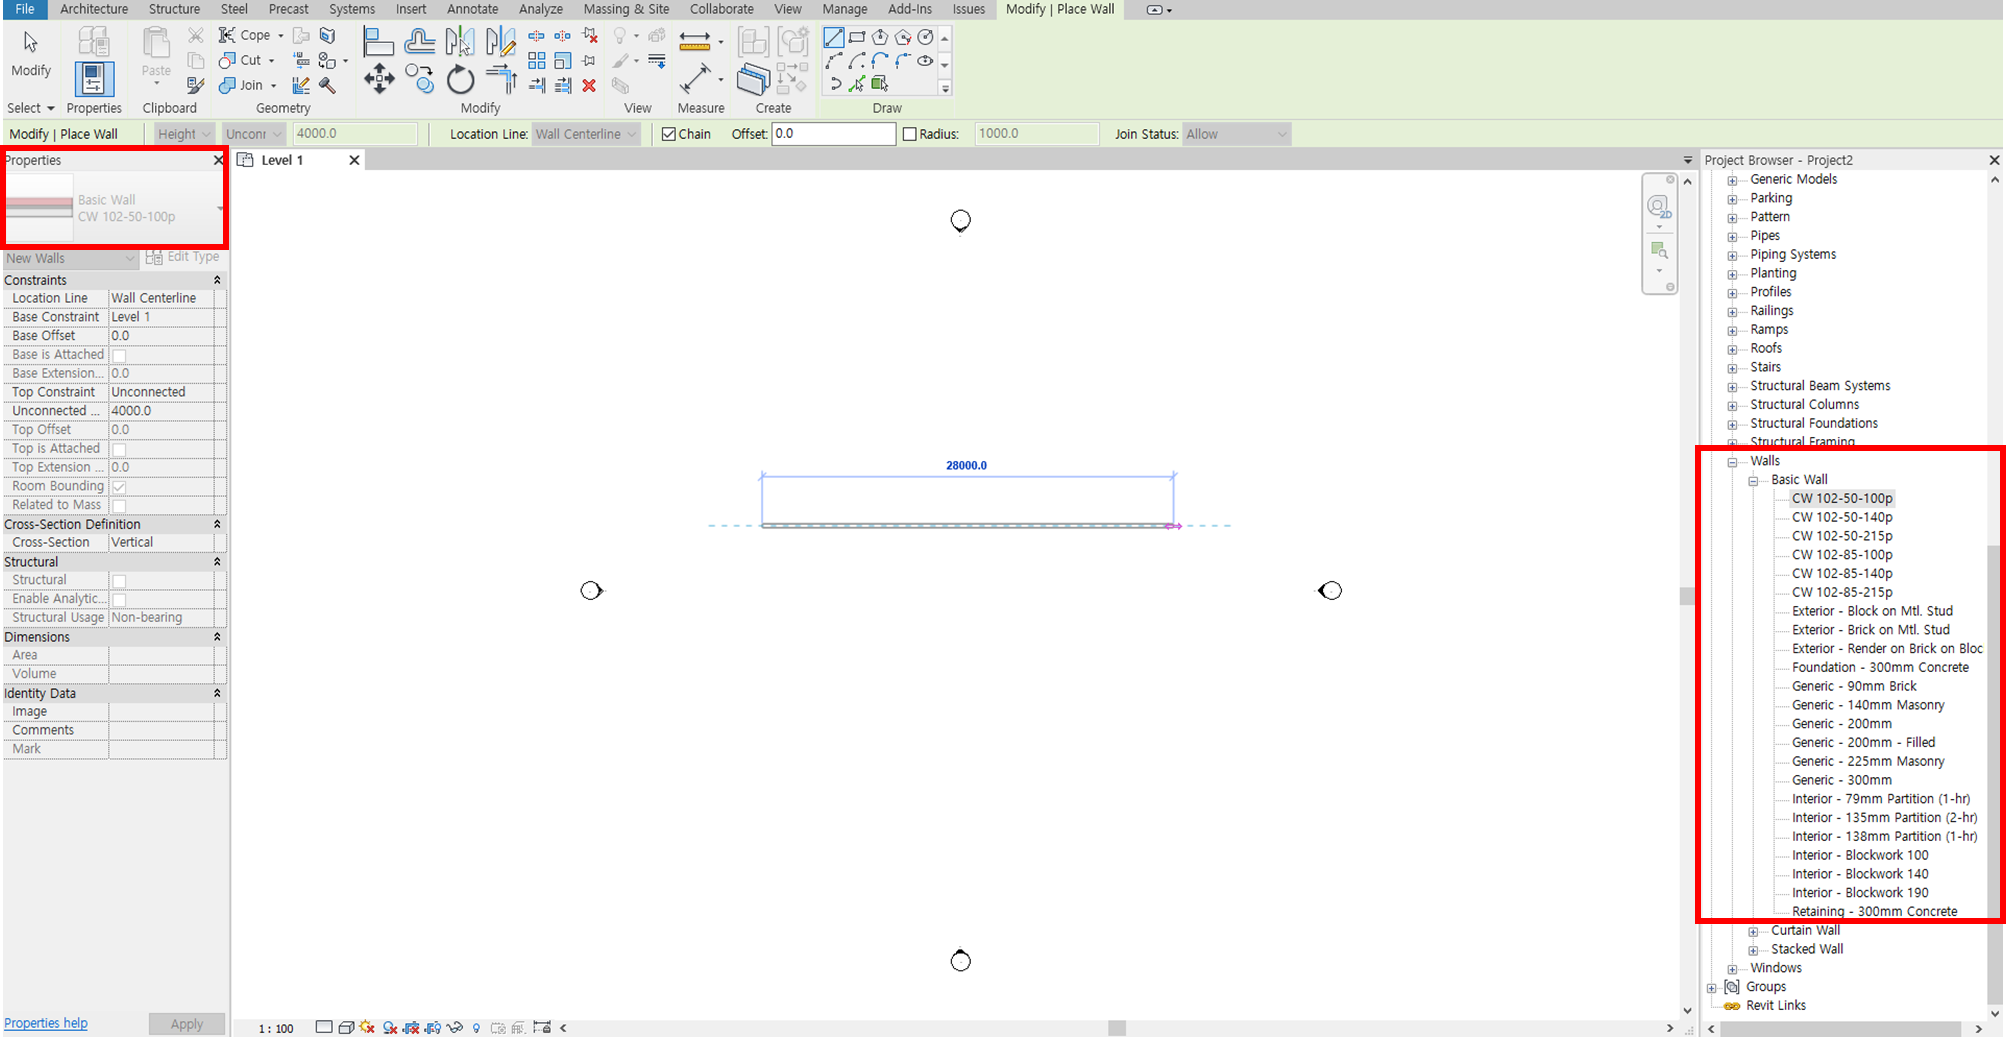 File Architecture Structure Steel Precast Systems Insert Annotate Analyze Massing & Site Collaborate View Manage Add-Ins Issues Modify | Place Wall
Modify
Paste
Cope
Cut
Join
Select Properties Clipboard Geometry Modify View Measure Create Draw
Modify | Place Wall Height Unconr 4000.0 Location Line: Wall Centerline Chain Offset: 0.0 Radius: 1000.0 Join Status: Allow
Properties
Basic Wall
CW 102-50-100p
New Walls Edit Type
Constraints
Location Line Wall Centerline
Base Constraint Level 1
Base Offset 0.0
Base is Attached
Base Extension... 0.0
Top Constraint Unconnected
Unconnected ... 4000.0
Top Offset 0.0
Top is Attached
Top Extension ... 0.0
Room Bounding
Related to Mass
Cross-Section Definition
Cross-Section Vertical
Structural
Structural
Enable Analytic...
Structural Usage Non-bearing
Dimensions
Area
Volume
Identity Data
Image
Comments
Mark
Properties help Apply
Level 1
2D
28000.0
1 : 100
Project Browser - Project2
Generic Models
Parking
Pattern
Pipes
Piping Systems
Planting
Profiles
Railings
Ramps
Roofs
Stairs
Structural Beam Systems
Structural Columns
Structural Foundations
Structural Framing
Walls
Basic Wall
CW 102-50-100p
CW 102-50-140p
CW 102-50-215p
CW 102-85-100p
CW 102-85-140p
CW 102-85-215p
Exterior - Block on Mtl. Stud
Exterior - Brick on Mtl. Stud
Exterior - Render on Brick on Bloc
Foundation - 300mm Concrete
Generic - 90mm Brick
Generic - 140mm Masonry
Generic - 200mm
Generic - 200mm - Filled
Generic - 225mm Masonry
Generic - 300mm
Interior - 79mm Partition (1-hr)
Interior - 135mm Partition (2-hr)
Interior - 138mm Partition (1-hr)
Interior - Blockwork 100
Interior - Blockwork 140
Interior - Blockwork 190
Retaining - 300mm Concrete
Curtain Wall
Stacked Wall
Windows
Groups
Revit Links